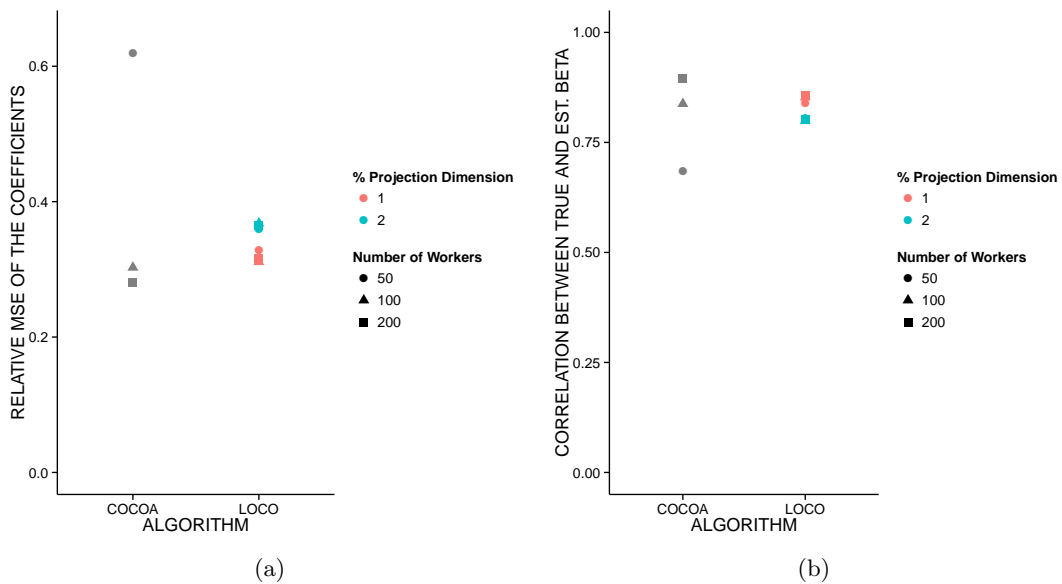 RELATIVE MSE OF THE COEFFICIENTS
0.6
0.4
0.2
0.0
COCOA
LOCO
ALGORITHM
% Projection Dimension
1
2
Number of Workers
50
100
200
(a)
CORRELATION BETWEEN TRUE AND EST. BETA
1.00
0.75
0.50
0.25
0.00
COCOA
LOCO
ALGORITHM
% Projection Dimension
1
2
Number of Workers
50
100
200
(b)